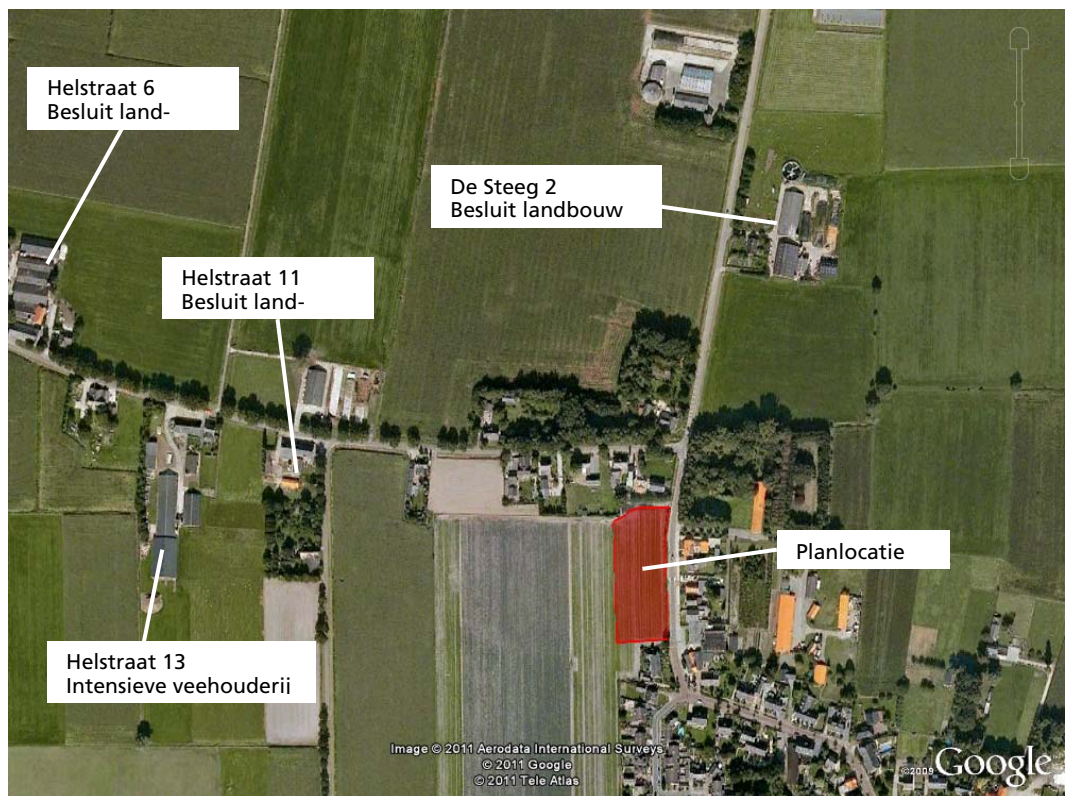 Helstraat 6
Besluit land-
De Steeg 2
Besluit landbouw
Helstraat 11
Besluit land-
Planlocatie
Helstraat 13
Intensieve veehouderij
Image © 2011 Aerodata International Surveys
© 2011 Google
© 2011 Tele Atlas
©2009 Google